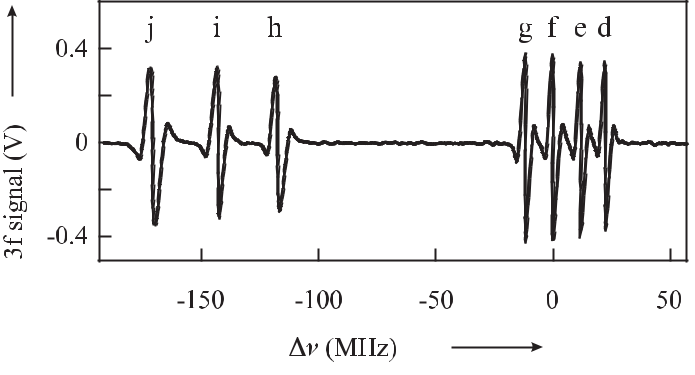 j i h g f e d
0.4
0
-0.4
3f signal (V)
-150 -100 -50 0 50
Δν (MHz)